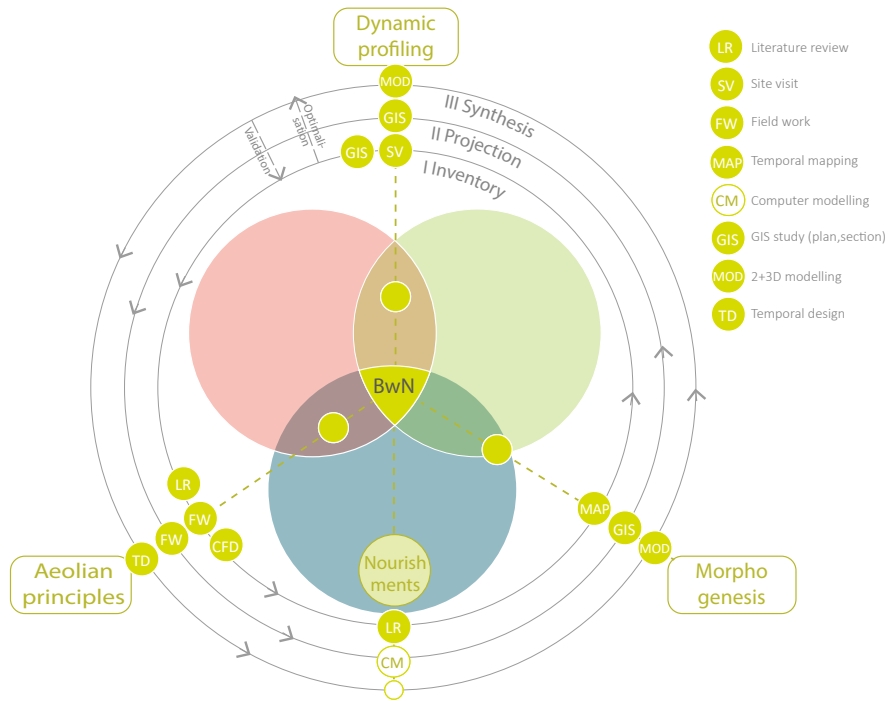 Dynamic
profiling
MOD
GIS
GIS
SV
III Synthesis
II Projection
I Inventory
Optimali-
sation
Validation
BwN
LR
FW
FW
CFD
TD
Aeolian
principles
Nourish
ments
LR
CM
MAP
GIS
MOD
Morpho
genesis
LR Literature review
SV Site visit
FW Field work
MAP Temporal mapping
CM Computer modelling
GIS GIS study (plan,section)
MOD 2+3D modelling
TD Temporal design